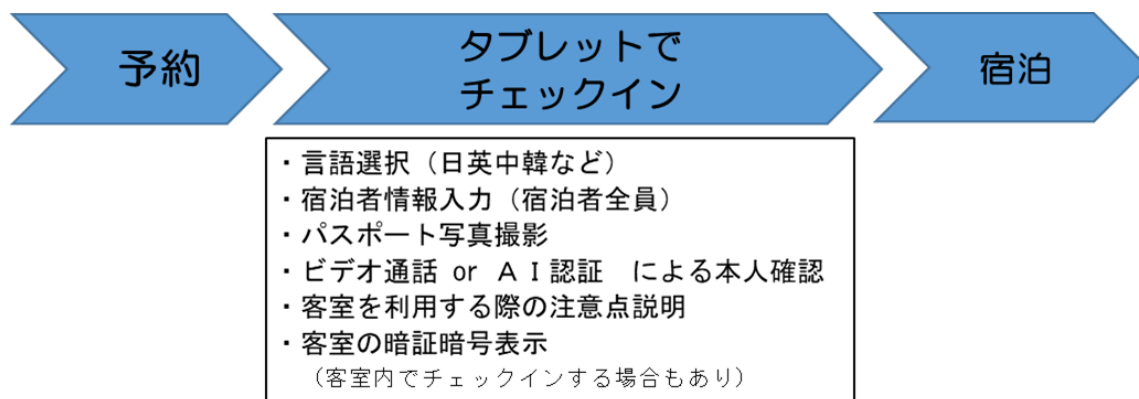 予約
タブレットで
チェックイン
宿泊
・言語選択（日英中韓など）
・宿泊者情報入力（宿泊者全員）
・パスポート写真撮影
・ビデオ通話 or ＡＩ認証　による本人確認
・客室を利用する際の注意点説明
・客室の暗証暗号表示
（客室内でチェックインする場合もあり）